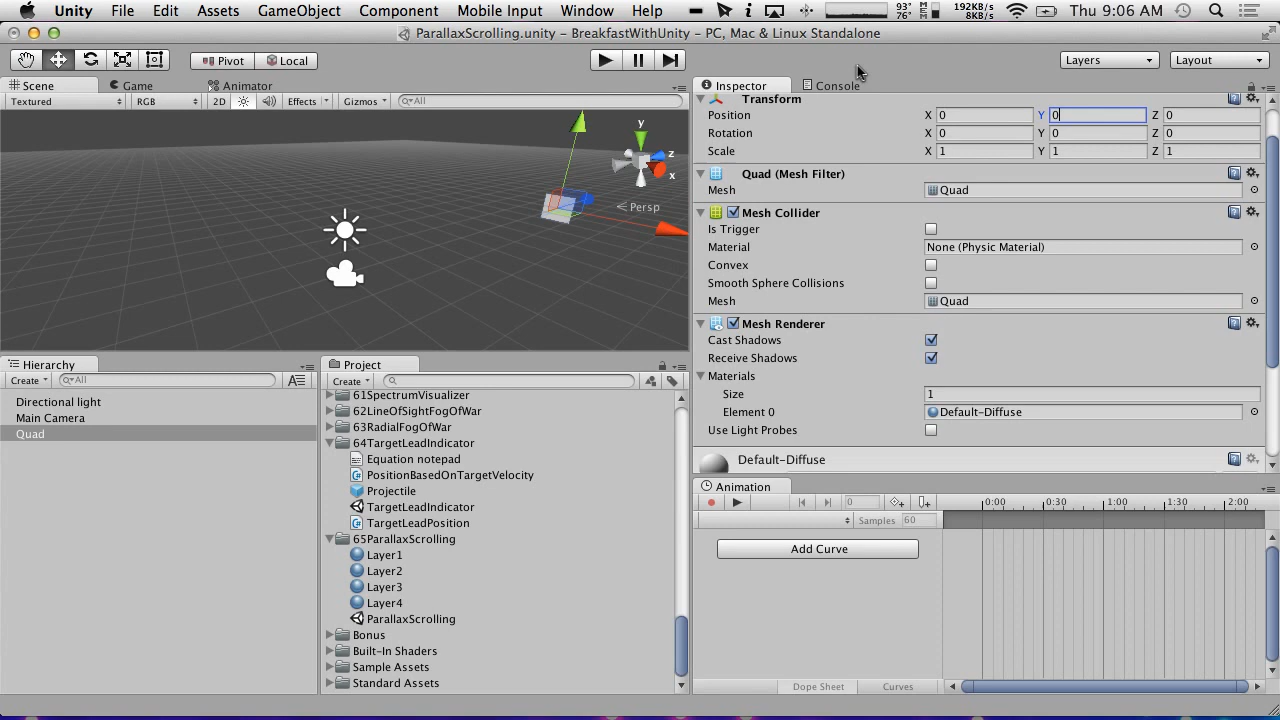 Unity File Edit Assets GameObject Component Mobile Input Window Help 93° 76° MEM 192KB/S 8KB/S Thu 9:06 AM
ParallaxScrolling.unity - BreakfastWithUnity - PC, Mac & Linux Standalone
Pivot Local Layers Layout
Scene Game Animator
Textured RGB 2D Effects Gizmos All
y
z
x
Persp
Inspector Console
Transform
Position X 0 Y 0 Z 0
Rotation X 0 Y 0 Z 0
Scale X 1 Y 1 Z 1
Quad (Mesh Filter)
Mesh Quad
Mesh Collider
Is Trigger
Material None (Physic Material)
Convex
Smooth Sphere Collisions
Mesh Quad
Mesh Renderer
Cast Shadows
Receive Shadows
Materials
Size 1
Element 0 Default-Diffuse
Use Light Probes
Default-Diffuse
Hierarchy
Create All
Directional light
Main Camera
Quad
Project
Create
61SpectrumVisualizer
62LineOfSightFogOfWar
63RadialFogOfWar
64TargetLeadIndicator
Equation notepad
PositionBasedOnTargetVelocity
Projectile
TargetLeadIndicator
TargetLeadPosition
65ParallaxScrolling
Layer1
Layer2
Layer3
Layer4
ParallaxScrolling
Bonus
Built-In Shaders
Sample Assets
Standard Assets
Animation
0 0:00 0:30 1:00 1:30 2:00
Samples 60
Add Curve
Dope Sheet Curves